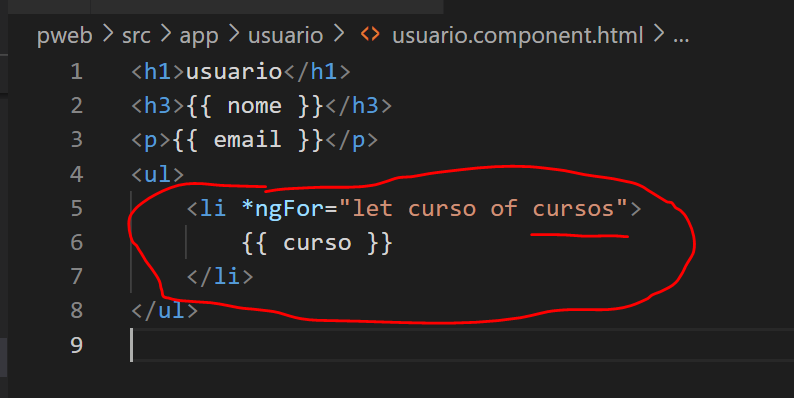 pweb > src > app > usuario > <> usuario.component.html > ...
1 <h1>usuario</h1>
2 <h3>{{ nome }}</h3>
3 <p>{{ email }}</p>
4 <ul>
5     <li *ngFor="let curso of cursos">
6         {{ curso }}
7     </li>
8 </ul>
9